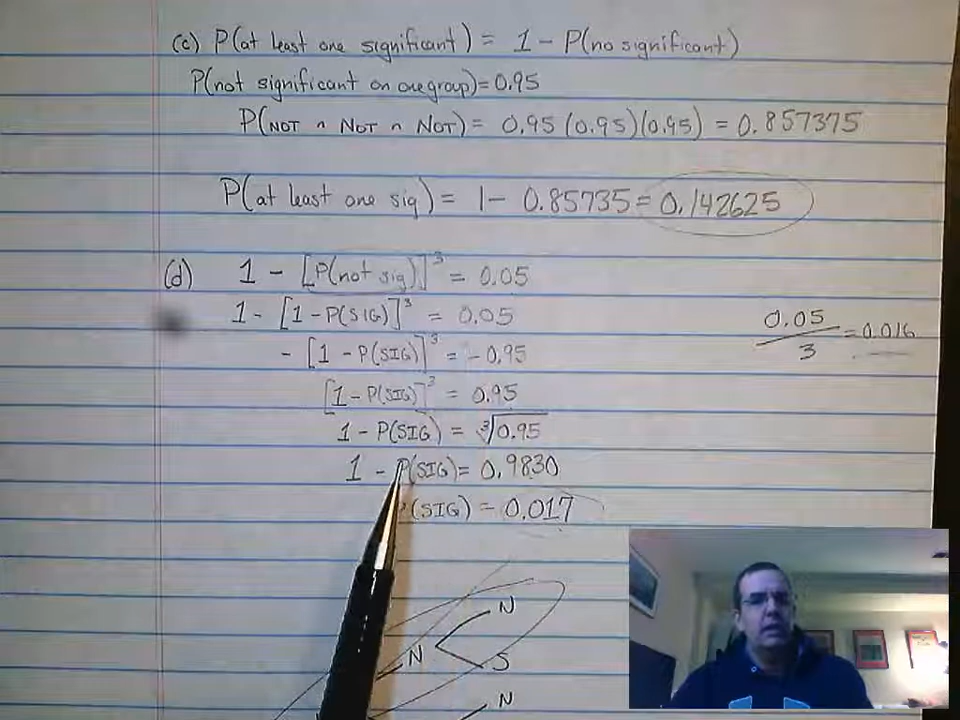 (c) P(at least one significant) = 1 - P(no significant)
P(not significant on one group) = 0.95
P(NOT ∩ NOT ∩ NOT) = 0.95 (0.95)(0.95) = 0.857375
P(at least one sig) = 1 - 0.85735 = 0.142625
(d) 1 - [P(not sig)]³ = 0.05
1 - [1 - P(SIG)]³ = 0.05
- [1 - P(SIG)]³ = -0.95
[1 - P(SIG)]³ = 0.95
1 - P(SIG) = ³√0.95
1 - P(SIG) = 0.9830
P(SIG) = 0.017
0.05/3 = 0.016
N
N
S
N